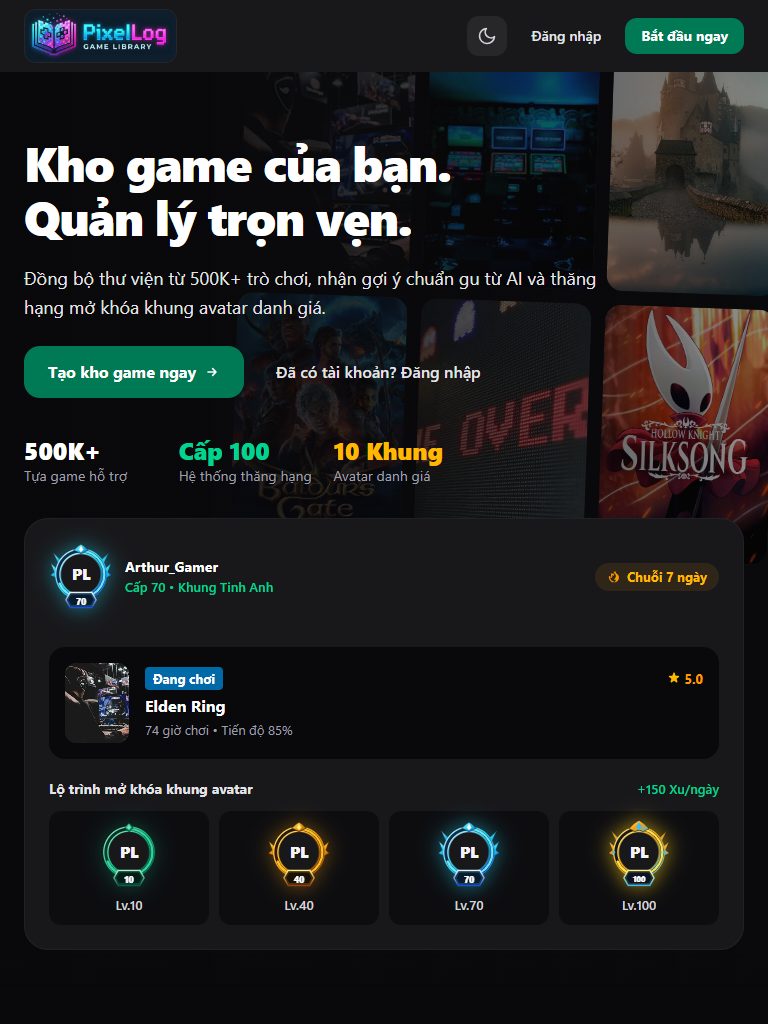 PixelLog
GAME LIBRARY
Đăng nhập
Bắt đầu ngay
Kho game của bạn.
Quản lý trọn vẹn.
Đồng bộ thư viện từ 500K+ trò chơi, nhận gợi ý chuẩn gu từ AI và thăng
hạng mở khóa khung avatar danh giá.
Tạo kho game ngay →
Đã có tài khoản? Đăng nhập
E OVER
HOLLOW KNIGHT
SILKSONG
500K+
Tựa game hỗ trợ
Cấp 100
Hệ thống thăng hạng
10 Khung
Avatar danh giá
BALDUR'S
GATE
PL
70
Arthur_Gamer
Cấp 70 • Khung Tinh Anh
Chuỗi 7 ngày
Đang chơi
Elden Ring
74 giờ chơi • Tiến độ 85%
★ 5.0
Lộ trình mở khóa khung avatar
+150 Xu/ngày
PL
10
Lv.10
PL
40
Lv.40
PL
70
Lv.70
PL
100
Lv.100